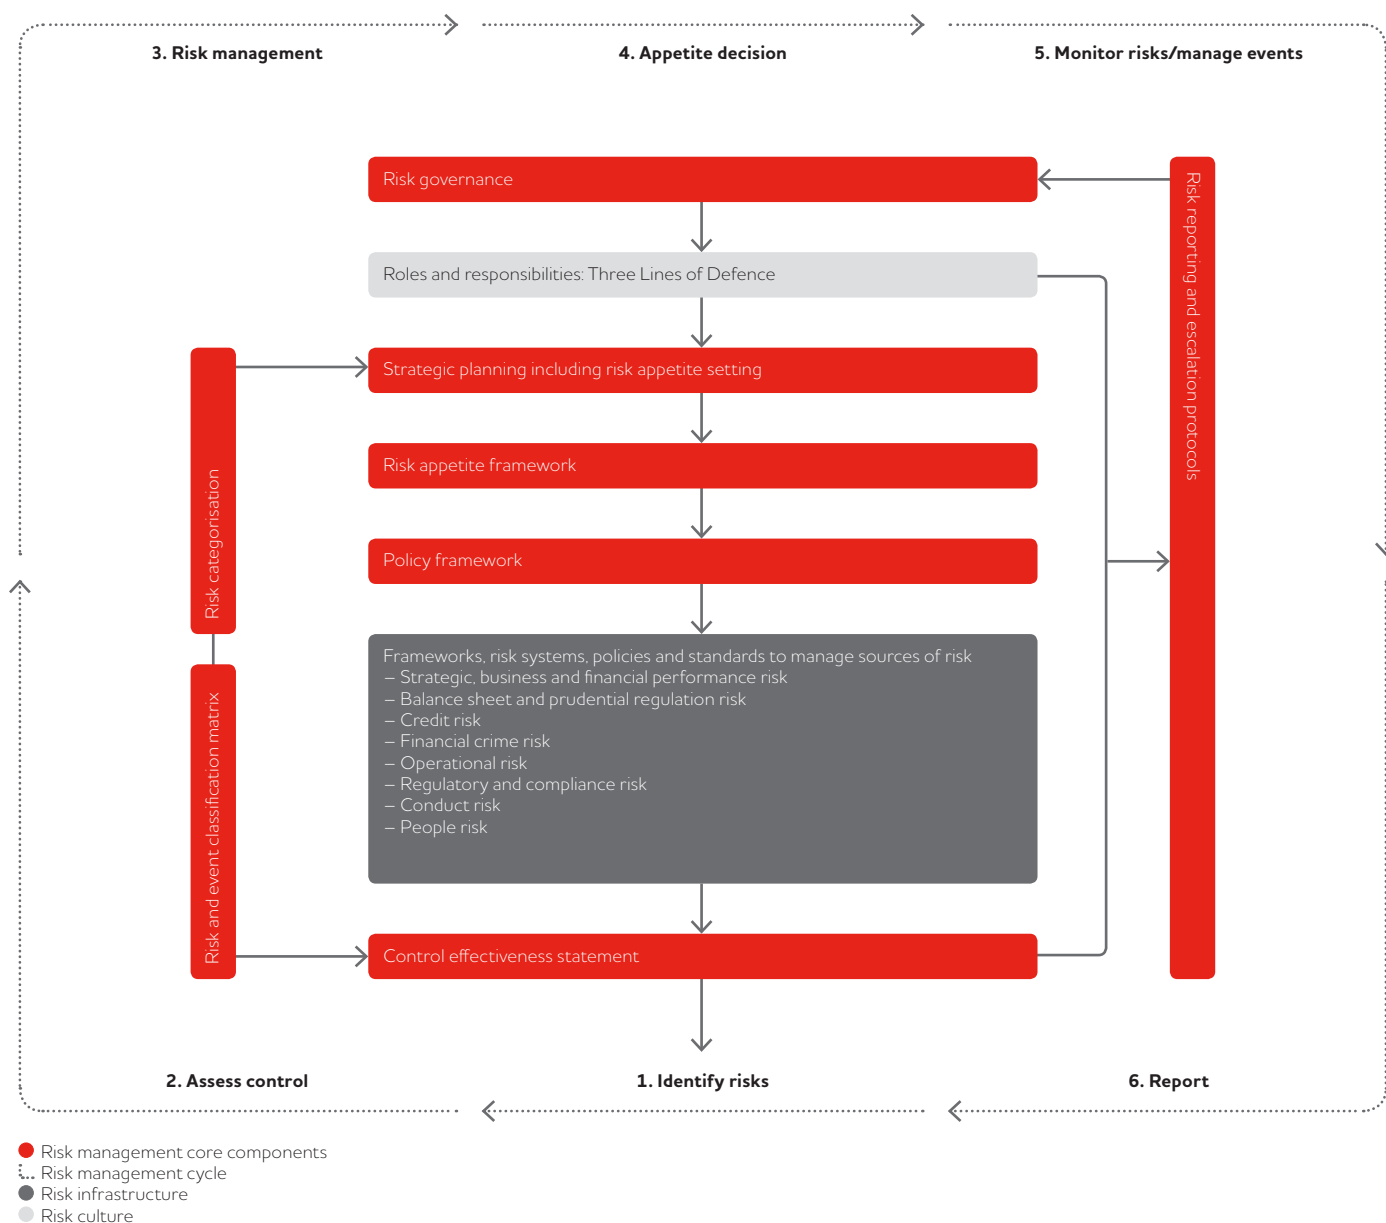 3. Risk management
4. Appetite decision
5. Monitor risks/manage events
Risk governance
Roles and responsibilities: Three Lines of Defence
Strategic planning including risk appetite setting
Risk appetite framework
Policy framework
Frameworks, risk systems, policies and standards to manage sources of risk
– Strategic, business and financial performance risk
– Balance sheet and prudential regulation risk
– Credit risk
– Financial crime risk
– Operational risk
– Regulatory and compliance risk
– Conduct risk
– People risk
Control effectiveness statement
Risk categorisation
Risk and event classification matrix
Risk reporting and escalation protocols
2. Assess control
1. Identify risks
6. Report
Risk management core components
Risk management cycle
Risk infrastructure
Risk culture